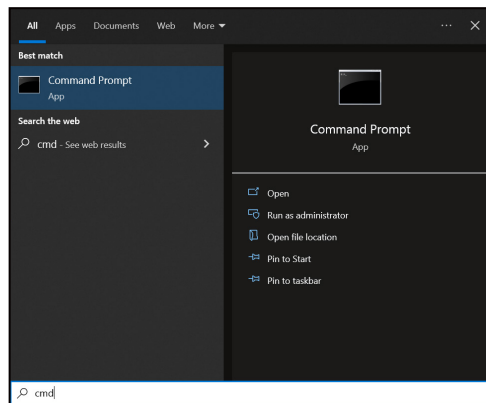 All Apps Documents Web More
Best match
Command Prompt
App
Search the web
cmd - See web results
Command Prompt
App
Open
Run as administrator
Open file location
Pin to Start
Pin to taskbar
cmd